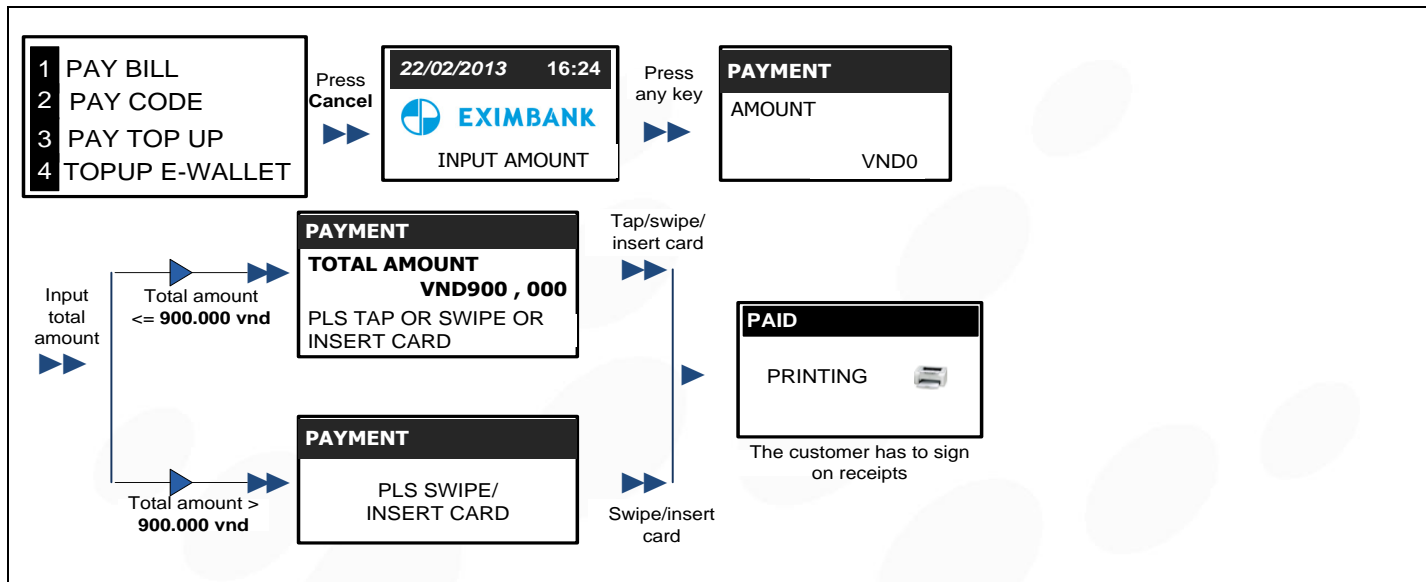 1 PAY BILL
2 PAY CODE
3 PAY TOP UP
4 TOPUP E-WALLET
Press
Cancel
22/02/2013 16:24
EXIMBANK
INPUT AMOUNT
Press
any key
PAYMENT
AMOUNT
VND0
Input
total
amount
Total amount
<= 900.000 vnd
PAYMENT
TOTAL AMOUNT
VND900 , 000
PLS TAP OR SWIPE OR
INSERT CARD
Tap/swipe/
insert card
Total amount >
900.000 vnd
PAYMENT
PLS SWIPE/
INSERT CARD
Swipe/insert
card
PAID
PRINTING
The customer has to sign
on receipts